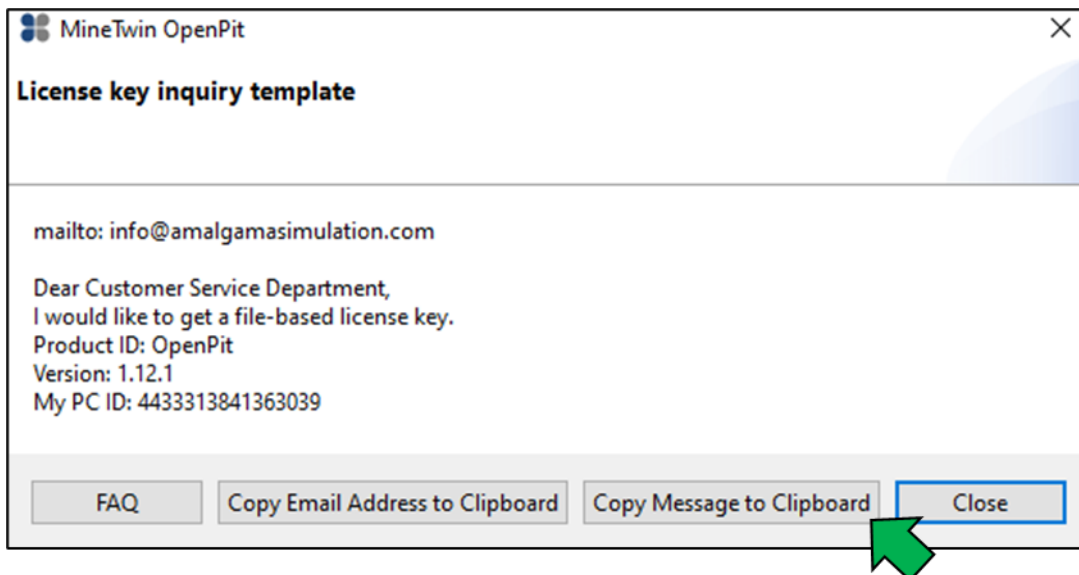 MineTwin OpenPit
License key inquiry template
mailto: info@amalgamasimulation.com
Dear Customer Service Department,
I would like to get a file-based license key.
Product ID: OpenPit
Version: 1.12.1
My PC ID: 4433313841363039
FAQ
Copy Email Address to Clipboard
Copy Message to Clipboard
Close